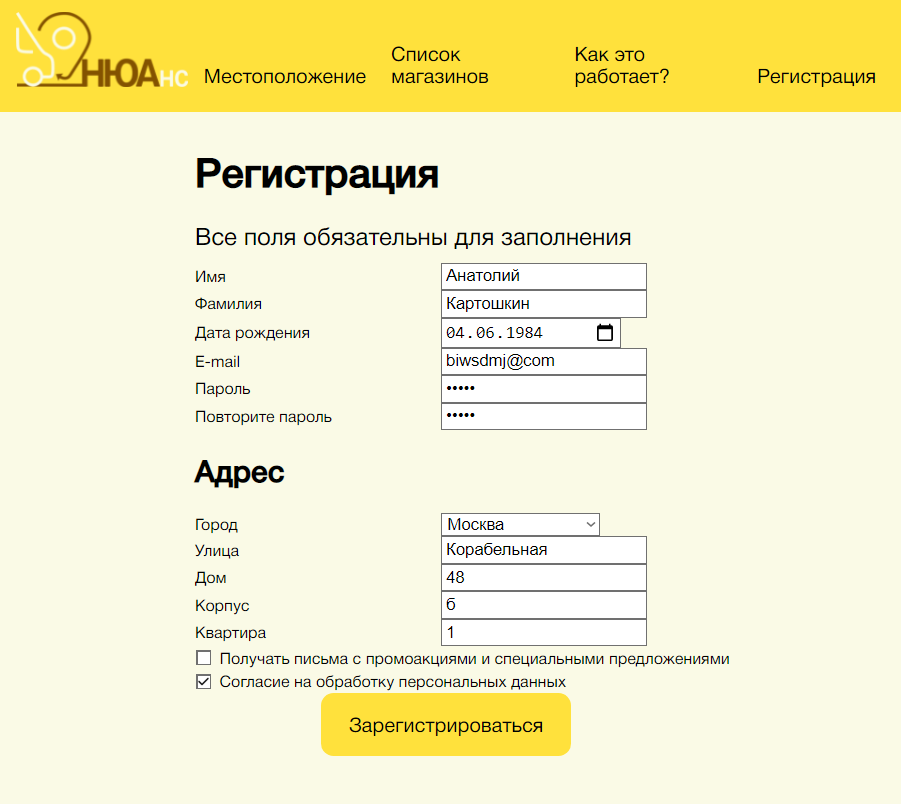 НЮАНС
Местоположение
Список
магазинов
Как это
работает?
Регистрация
Регистрация
Все поля обязательны для заполнения
Имя Анатолий
Фамилия Картошкин
Дата рождения 04.06.1984
E-mail biwsdmj@com
Пароль •••••
Повторите пароль •••••
Адрес
Город Москва
Улица Корабельная
Дом 48
Корпус б
Квартира 1
Получать письма с промоакциями и специальными предложениями
Согласие на обработку персональных данных
Зарегистрироваться